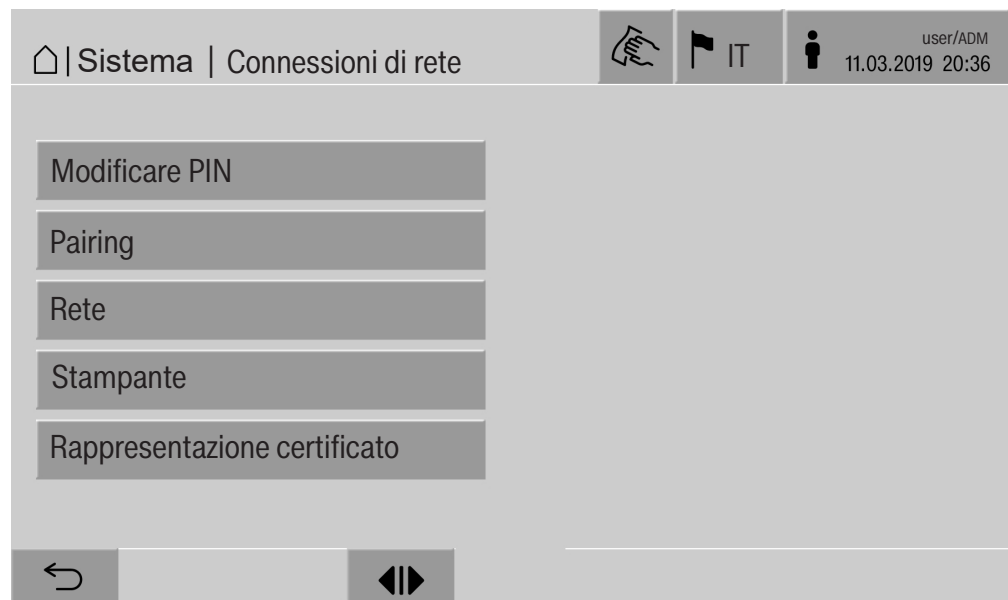 | Sistema | Connessioni di rete
IT
user/ADM
11.03.2019 20:36
Modificare PIN
Pairing
Rete
Stampante
Rappresentazione certificato